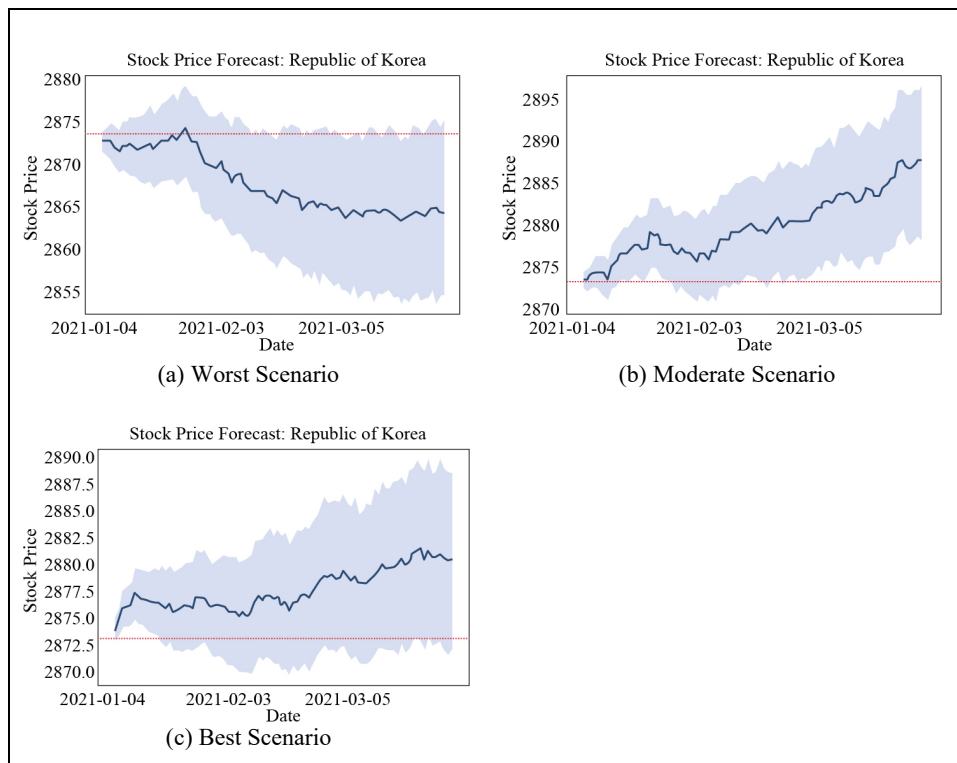 Stock Price Forecast: Republic of Korea
2880
2875
2870
2865
2860
2855
Stock Price
2021-01-04 2021-02-03 2021-03-05
Date
(a) Worst Scenario
Stock Price Forecast: Republic of Korea
2895
2890
2885
2880
2875
2870
Stock Price
2021-01-04 2021-02-03 2021-03-05
Date
(b) Moderate Scenario
Stock Price Forecast: Republic of Korea
2890.0
2887.5
2885.0
2882.5
2880.0
2877.5
2875.0
2872.5
2870.0
Stock Price
2021-01-04 2021-02-03 2021-03-05
Date
(c) Best Scenario